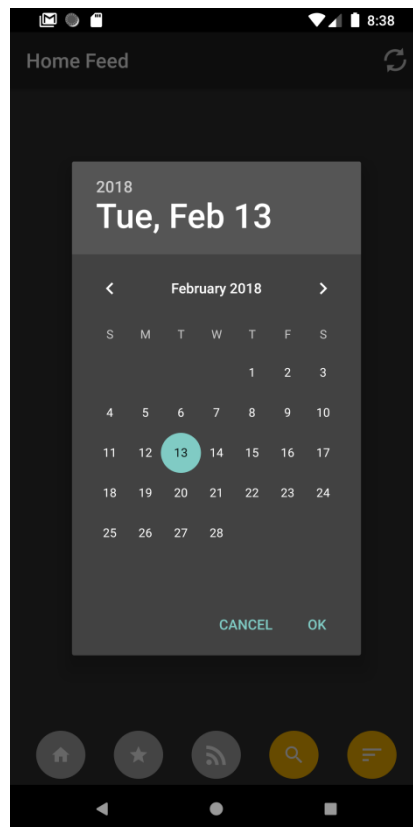 8:38
Home Feed
2018
Tue, Feb 13
February 2018
S M T W T F S
1 2 3
4 5 6 7 8 9 10
11 12 13 14 15 16 17
18 19 20 21 22 23 24
25 26 27 28
CANCEL OK